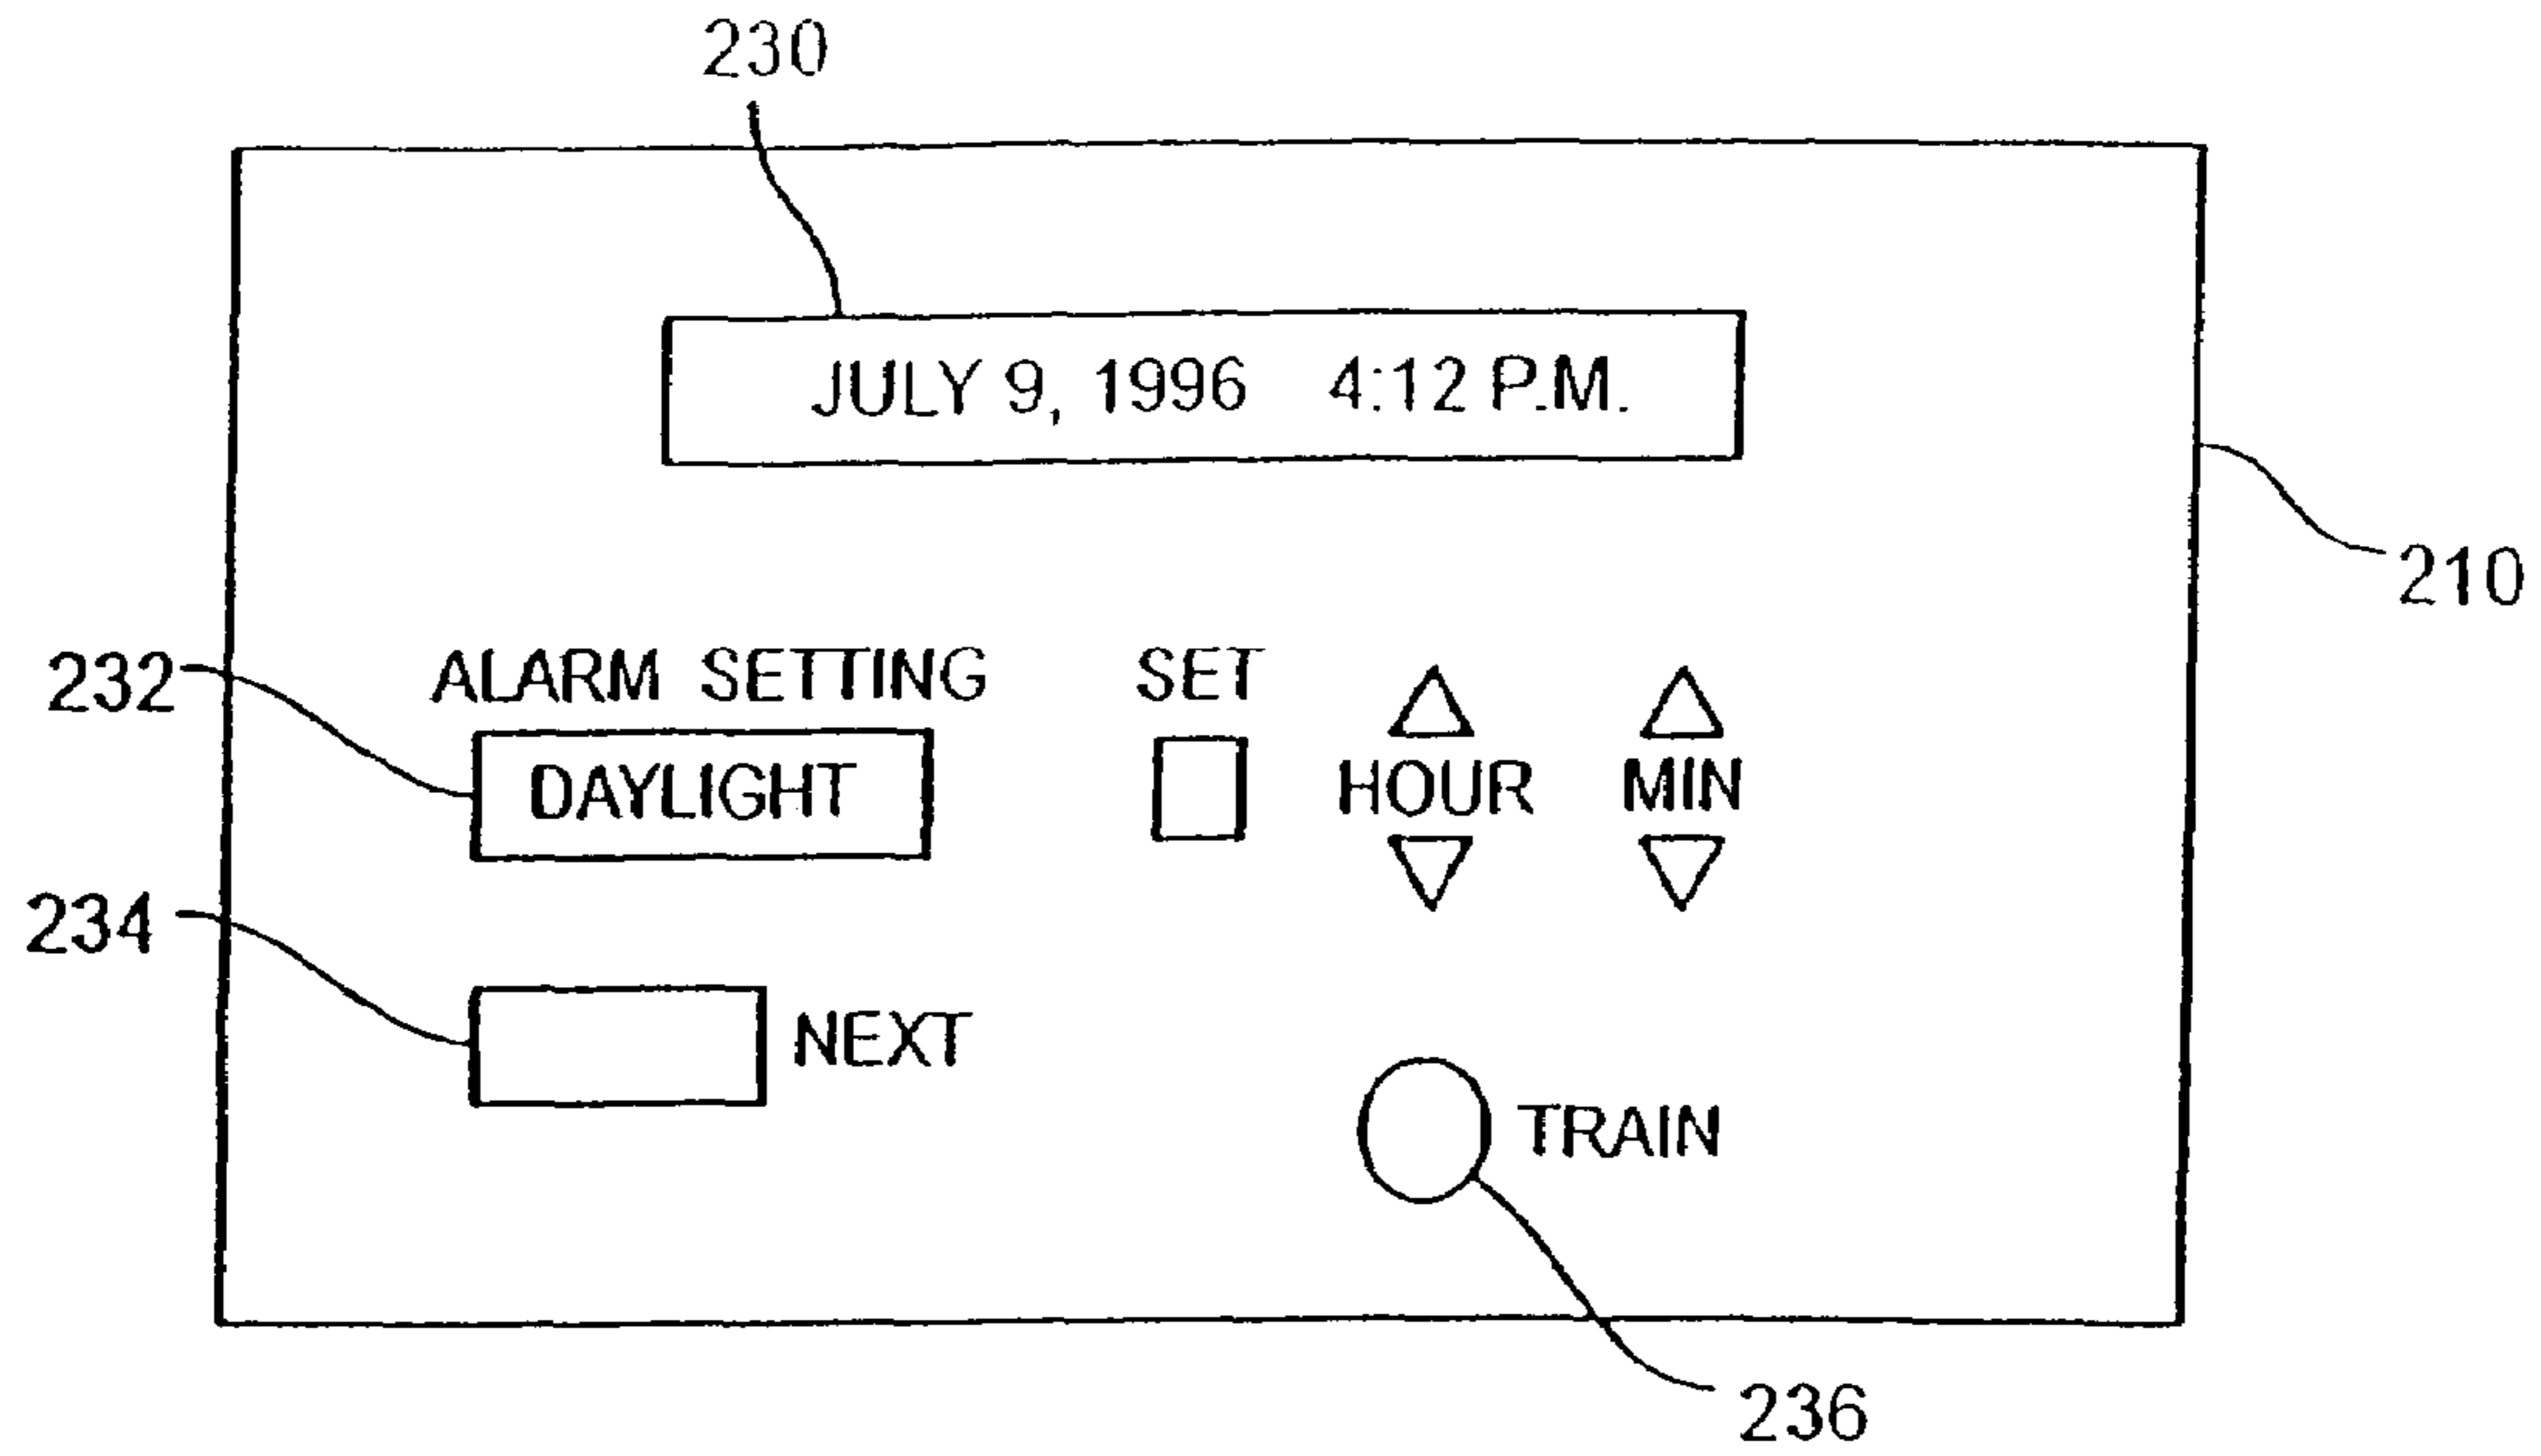 230
JULY 9, 1996 4:12 P.M.
210
232 ALARM SETTING SET
DAYLIGHT HOUR MIN
234 NEXT
TRAIN
236